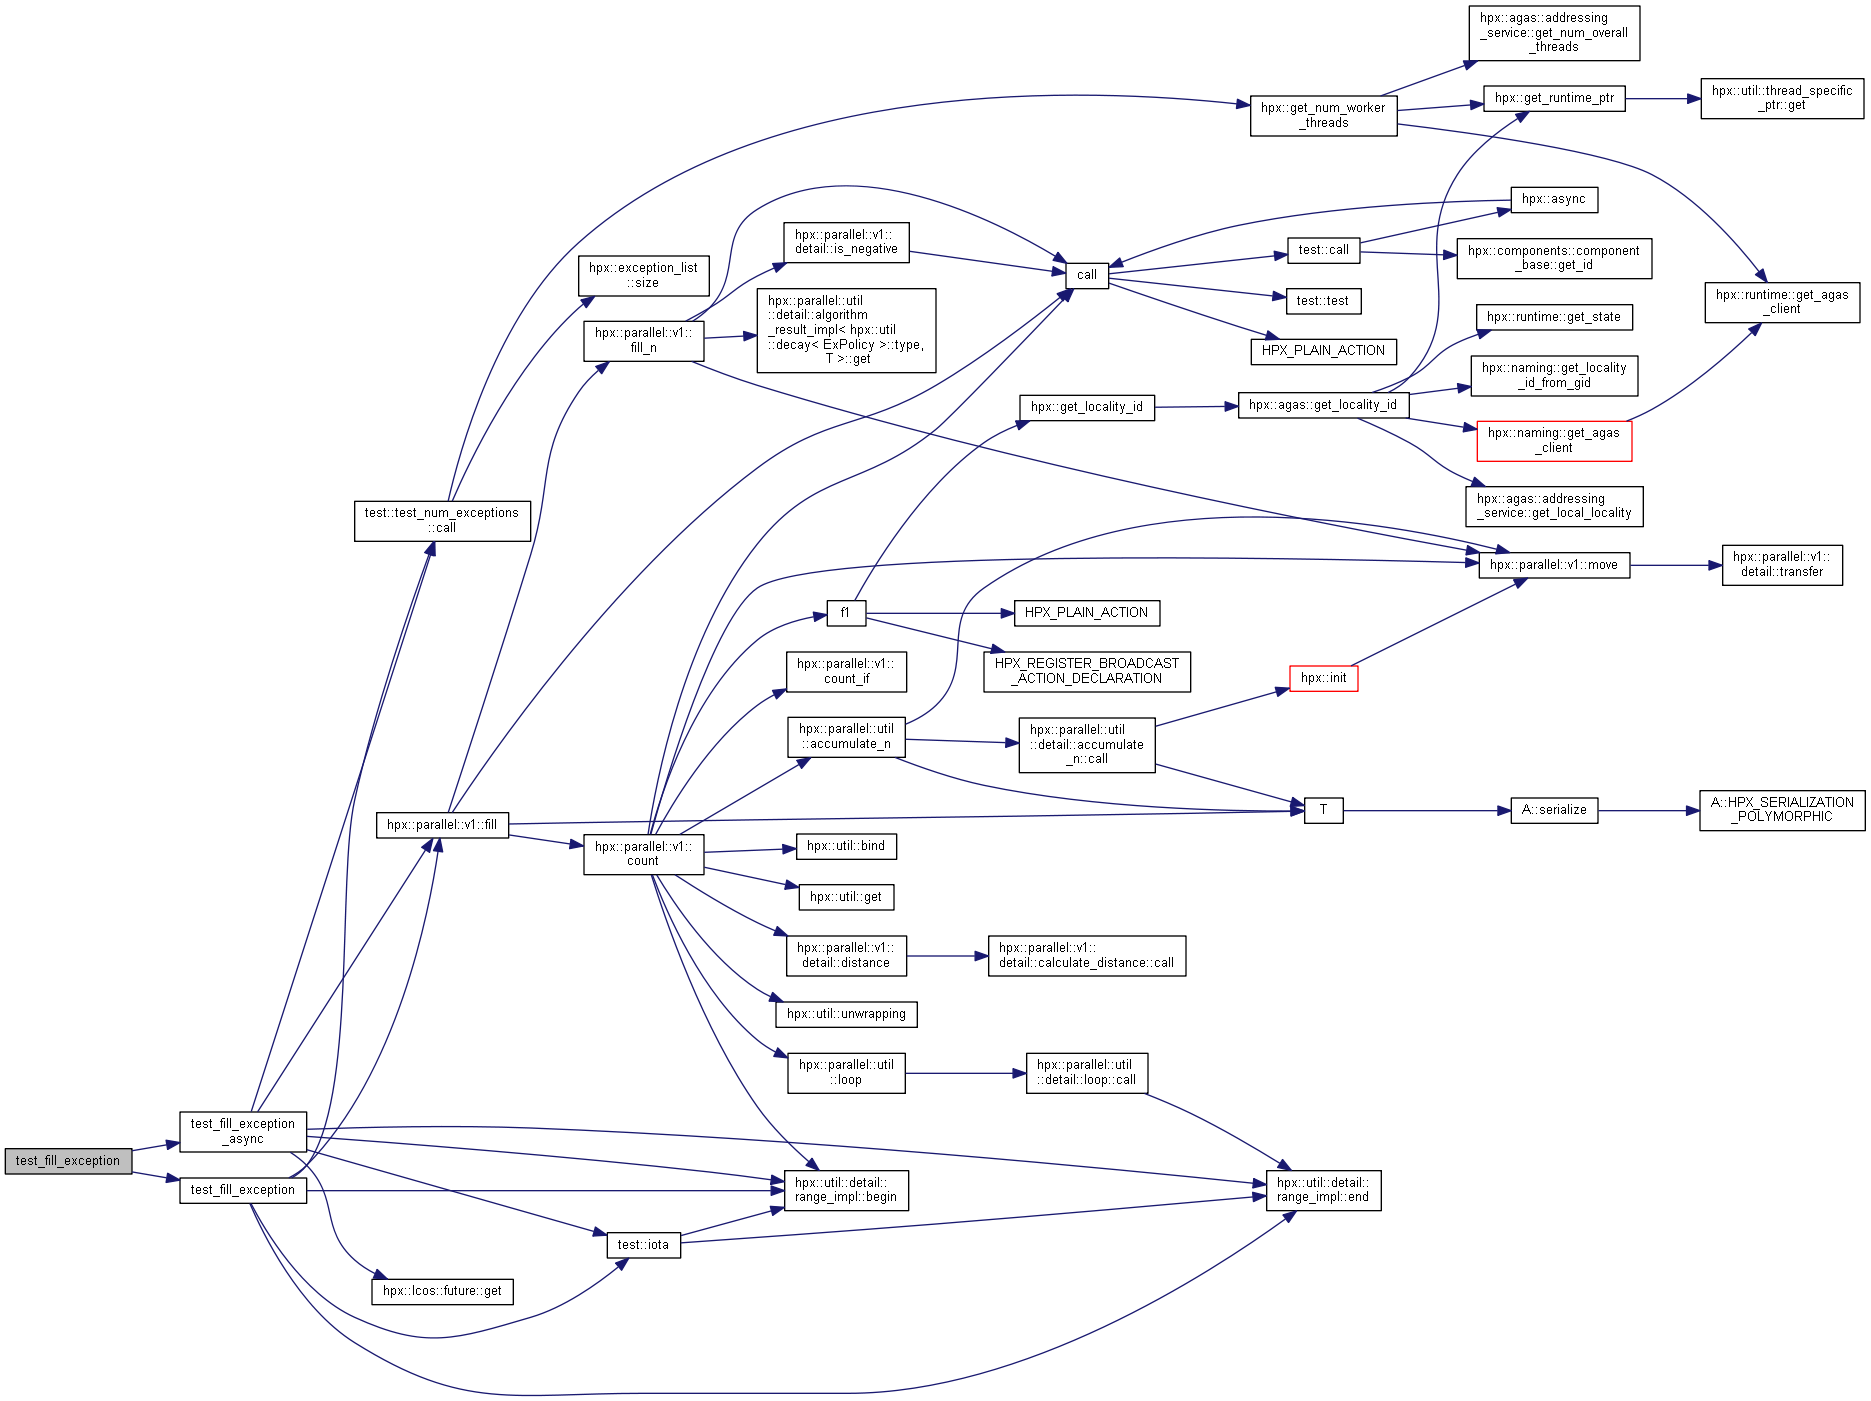 hpx::agas::addressing
_service::get_num_overall
_threads
hpx::get_num_worker
_threads
hpx::get_runtime_ptr
hpx::util::thread_specific
_ptr::get
hpx::async
hpx::parallel::v1::
detail::is_negative
test::call
hpx::components::component
_base::get_id
hpx::exception_list
::size
call
test::test
hpx::runtime::get_agas
_client
hpx::parallel::util
::detail::algorithm
_result_impl< hpx::util
::decay< ExPolicy >::type,
T >::get
hpx::runtime::get_state
hpx::parallel::v1::
fill_n
HPX_PLAIN_ACTION
hpx::naming::get_locality
_id_from_gid
hpx::get_locality_id
hpx::agas::get_locality_id
hpx::naming::get_agas
_client
hpx::agas::addressing
_service::get_local_locality
test::test_num_exceptions
::call
hpx::parallel::v1::move
hpx::parallel::v1::
detail::transfer
f1
HPX_PLAIN_ACTION
HPX_REGISTER_BROADCAST
_ACTION_DECLARATION
hpx::parallel::v1::
count_if
hpx::init
hpx::parallel::util
::accumulate_n
hpx::parallel::util
::detail::accumulate
_n::call
T
A::serialize
A::HPX_SERIALIZATION
_POLYMORPHIC
hpx::parallel::v1::fill
hpx::parallel::v1::
count
hpx::util::bind
hpx::util::get
hpx::parallel::v1::
detail::distance
hpx::parallel::v1::
detail::calculate_distance::call
hpx::util::unwrapping
hpx::parallel::util
::loop
hpx::parallel::util
::detail::loop::call
test_fill_exception
_async
test_fill_exception
test_fill_exception
hpx::util::detail::
range_impl::begin
hpx::util::detail::
range_impl::end
test::iota
hpx::lcos::future::get